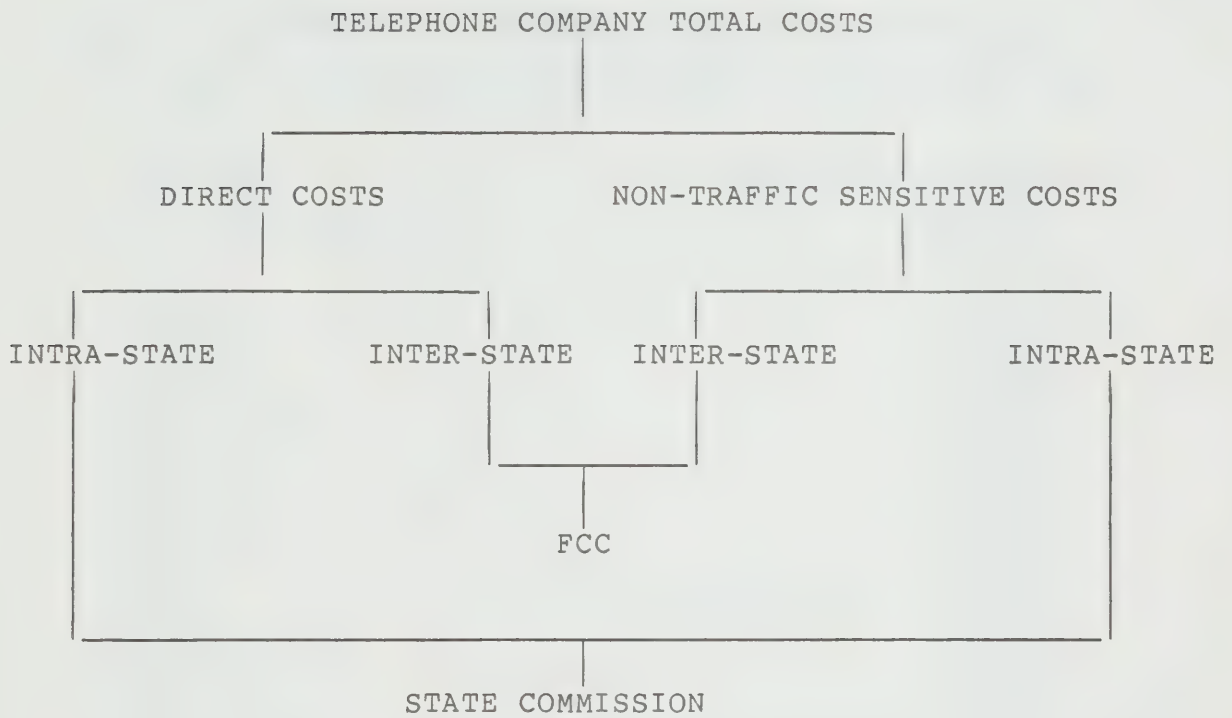 TELEPHONE COMPANY TOTAL COSTS
DIRECT COSTS
NON-TRAFFIC SENSITIVE COSTS
INTRA-STATE
INTER-STATE
INTER-STATE
INTRA-STATE
FCC
STATE COMMISSION